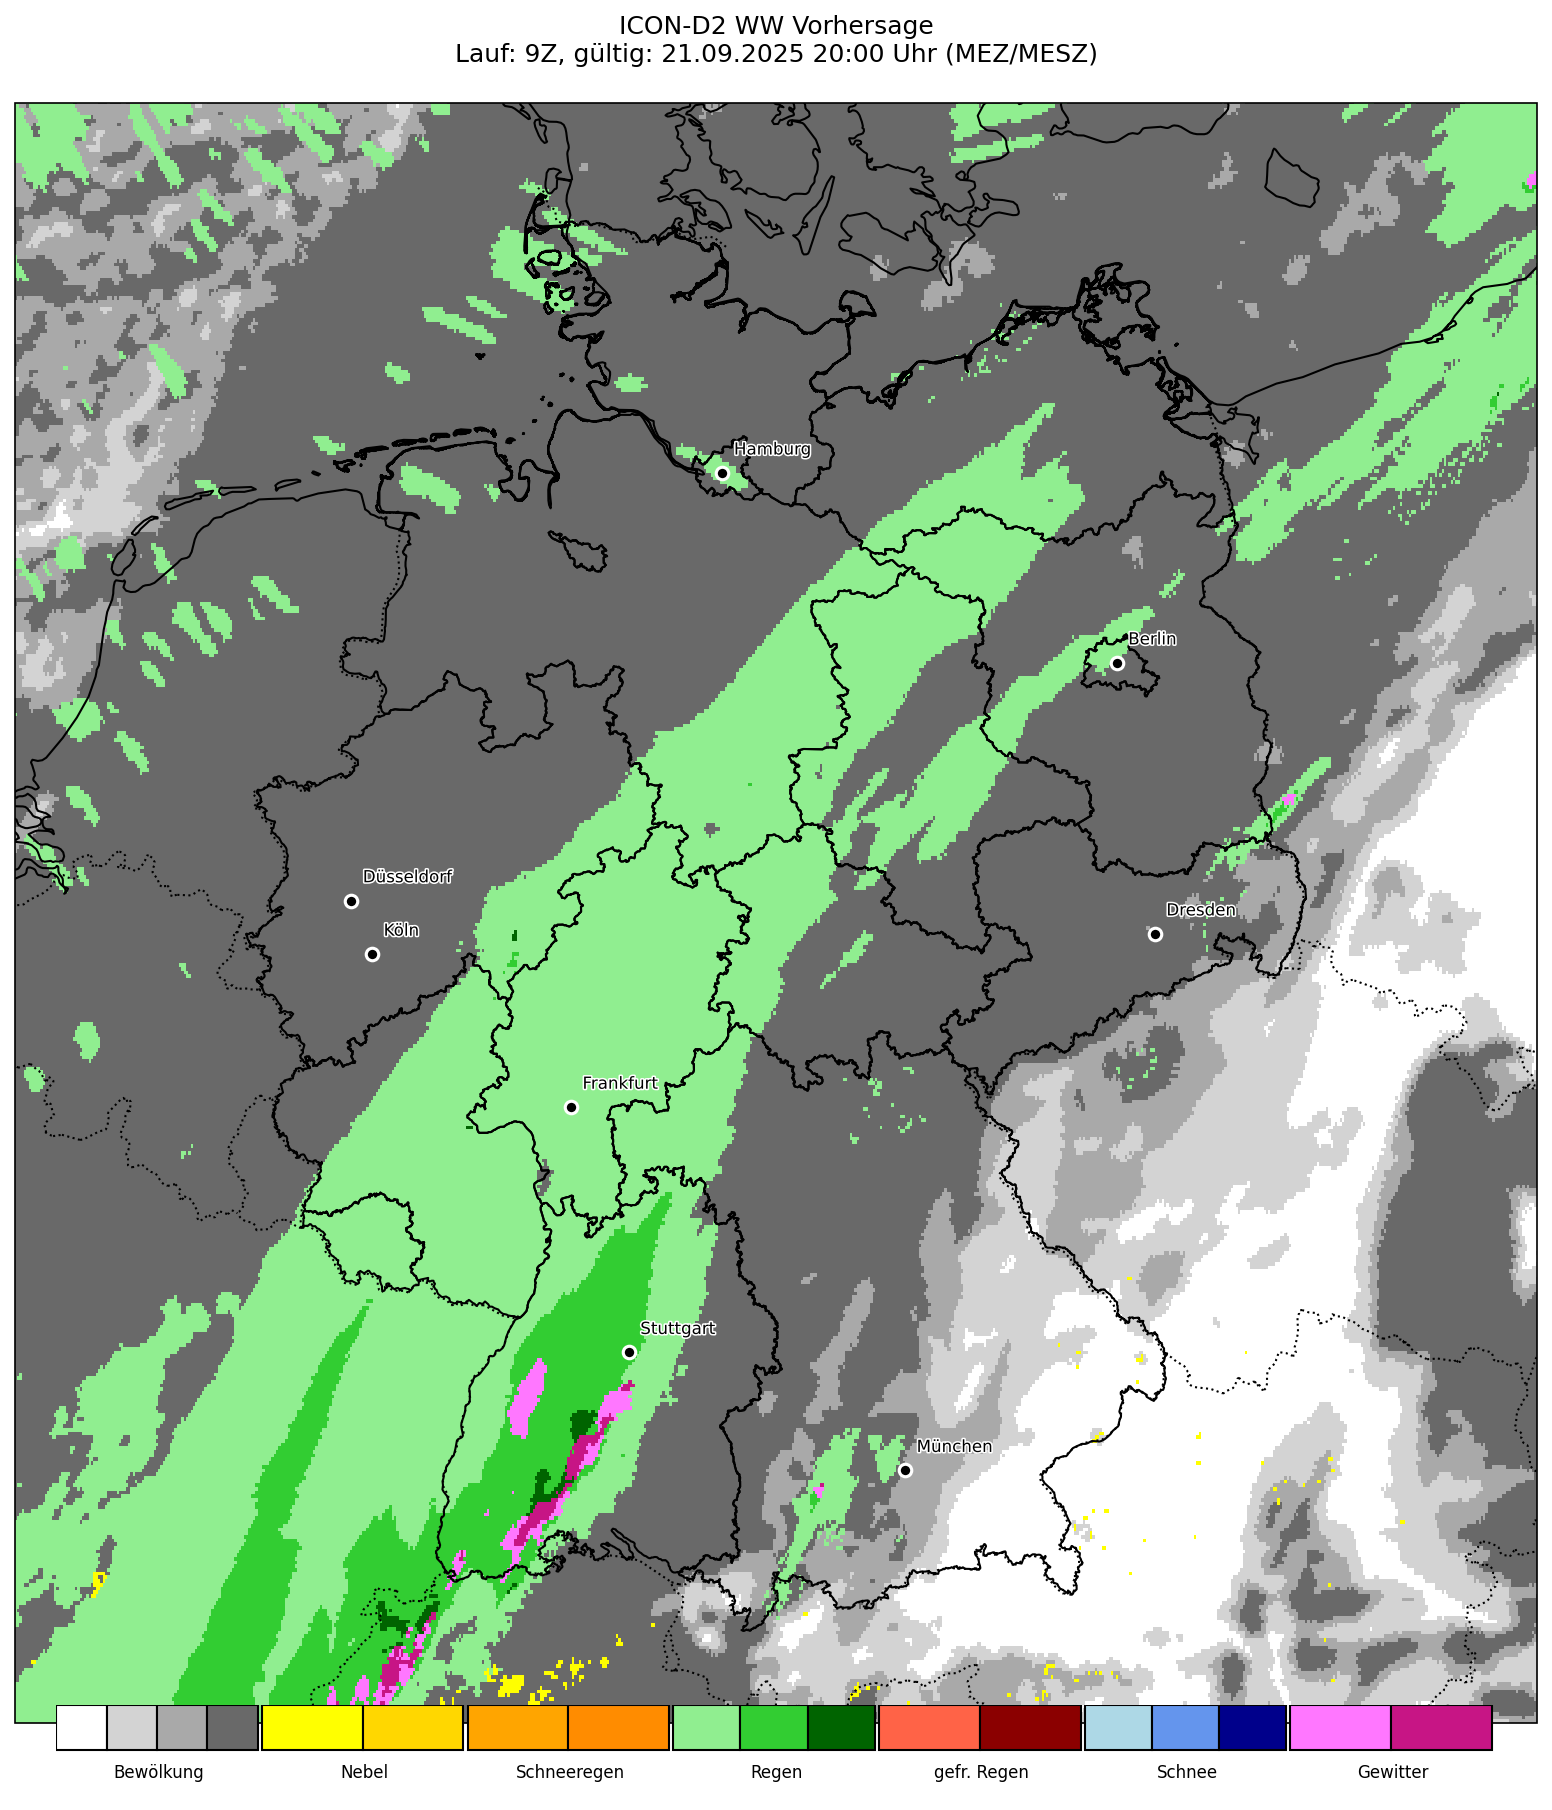 ICON-D2 WW Vorhersage
Lauf: 9Z, gültig: 21.09.2025 20:00 Uhr (MEZ/MESZ)
Hamburg
Berlin
Düsseldorf
Köln
Dresden
Frankfurt
Stuttgart
München
Bewölkung Nebel Schneeregen Regen gefr. Regen Schnee Gewitter